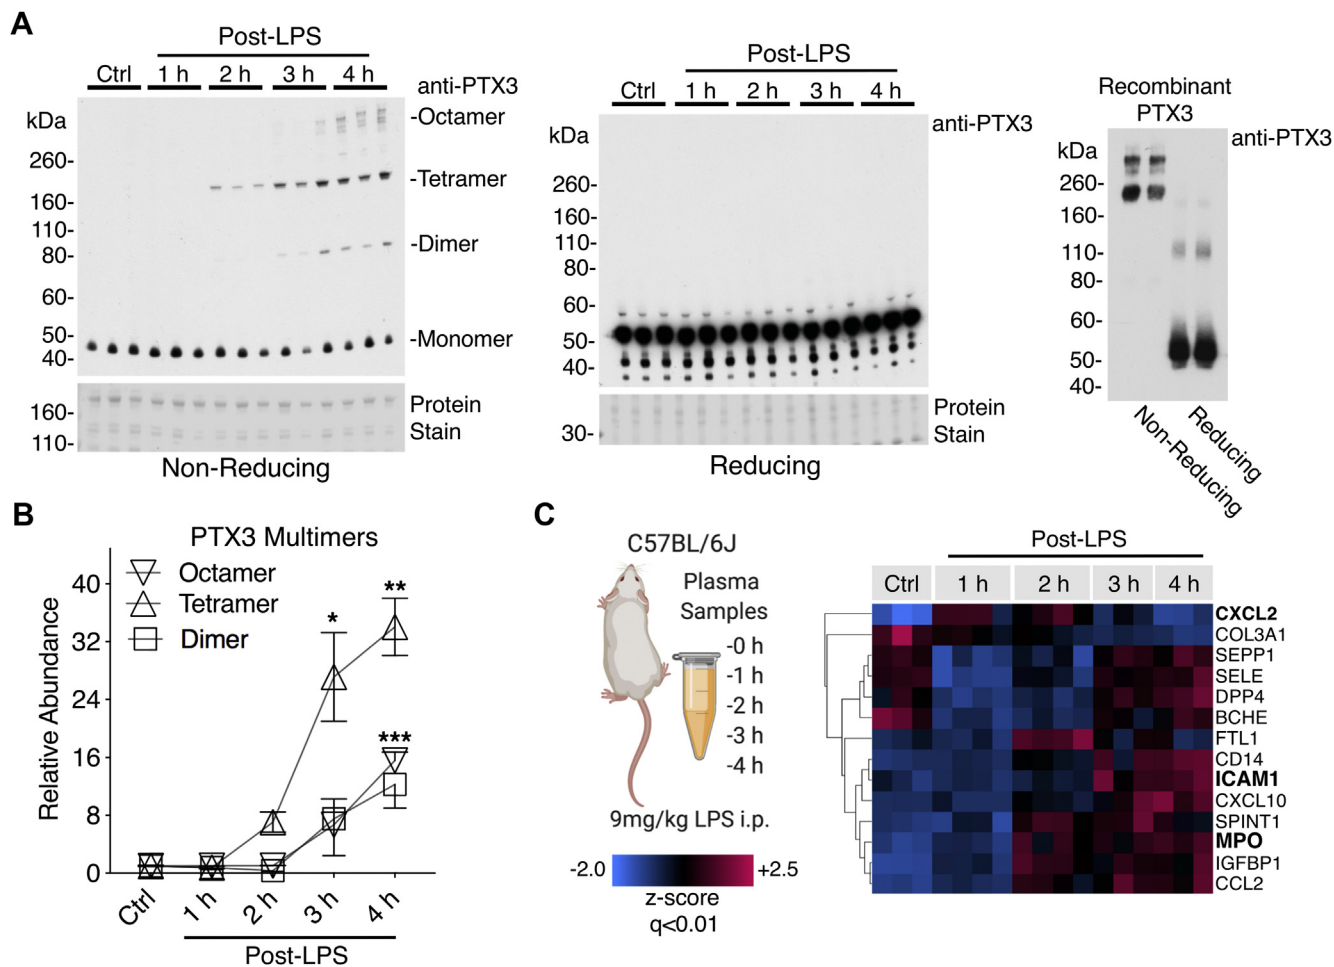 A
Post-LPS
Ctrl 1 h 2 h 3 h 4 h
anti-PTX3
kDa
260-
160-
110-
80-
60-
50-
40-
-Octamer
-Tetramer
-Dimer
-Monomer
160-
110-
Protein
Stain
Non-Reducing
Post-LPS
Ctrl 1 h 2 h 3 h 4 h
anti-PTX3
kDa
260-
160-
110-
80-
60-
50-
40-
30-
Protein
Stain
Reducing
Recombinant
PTX3
anti-PTX3
kDa
260-
160-
110-
80-
60-
50-
40-
Non-Reducing
Reducing
B
PTX3 Multimers
Octamer
Tetramer
Dimer
Relative Abundance
40
32
24
16
8
0
*
**
***
Ctrl 1 h 2 h 3 h 4 h
Post-LPS
C
C57BL/6J
Plasma
Samples
-0 h
-1 h
-2 h
-3 h
-4 h
9mg/kg LPS i.p.
-2.0 +2.5
z-score
q<0.01
Post-LPS
Ctrl 1 h 2 h 3 h 4 h
CXCL2
COL3A1
SEPP1
SELE
DPP4
BCHE
FTL1
CD14
ICAM1
CXCL10
SPINT1
MPO
IGFBP1
CCL2